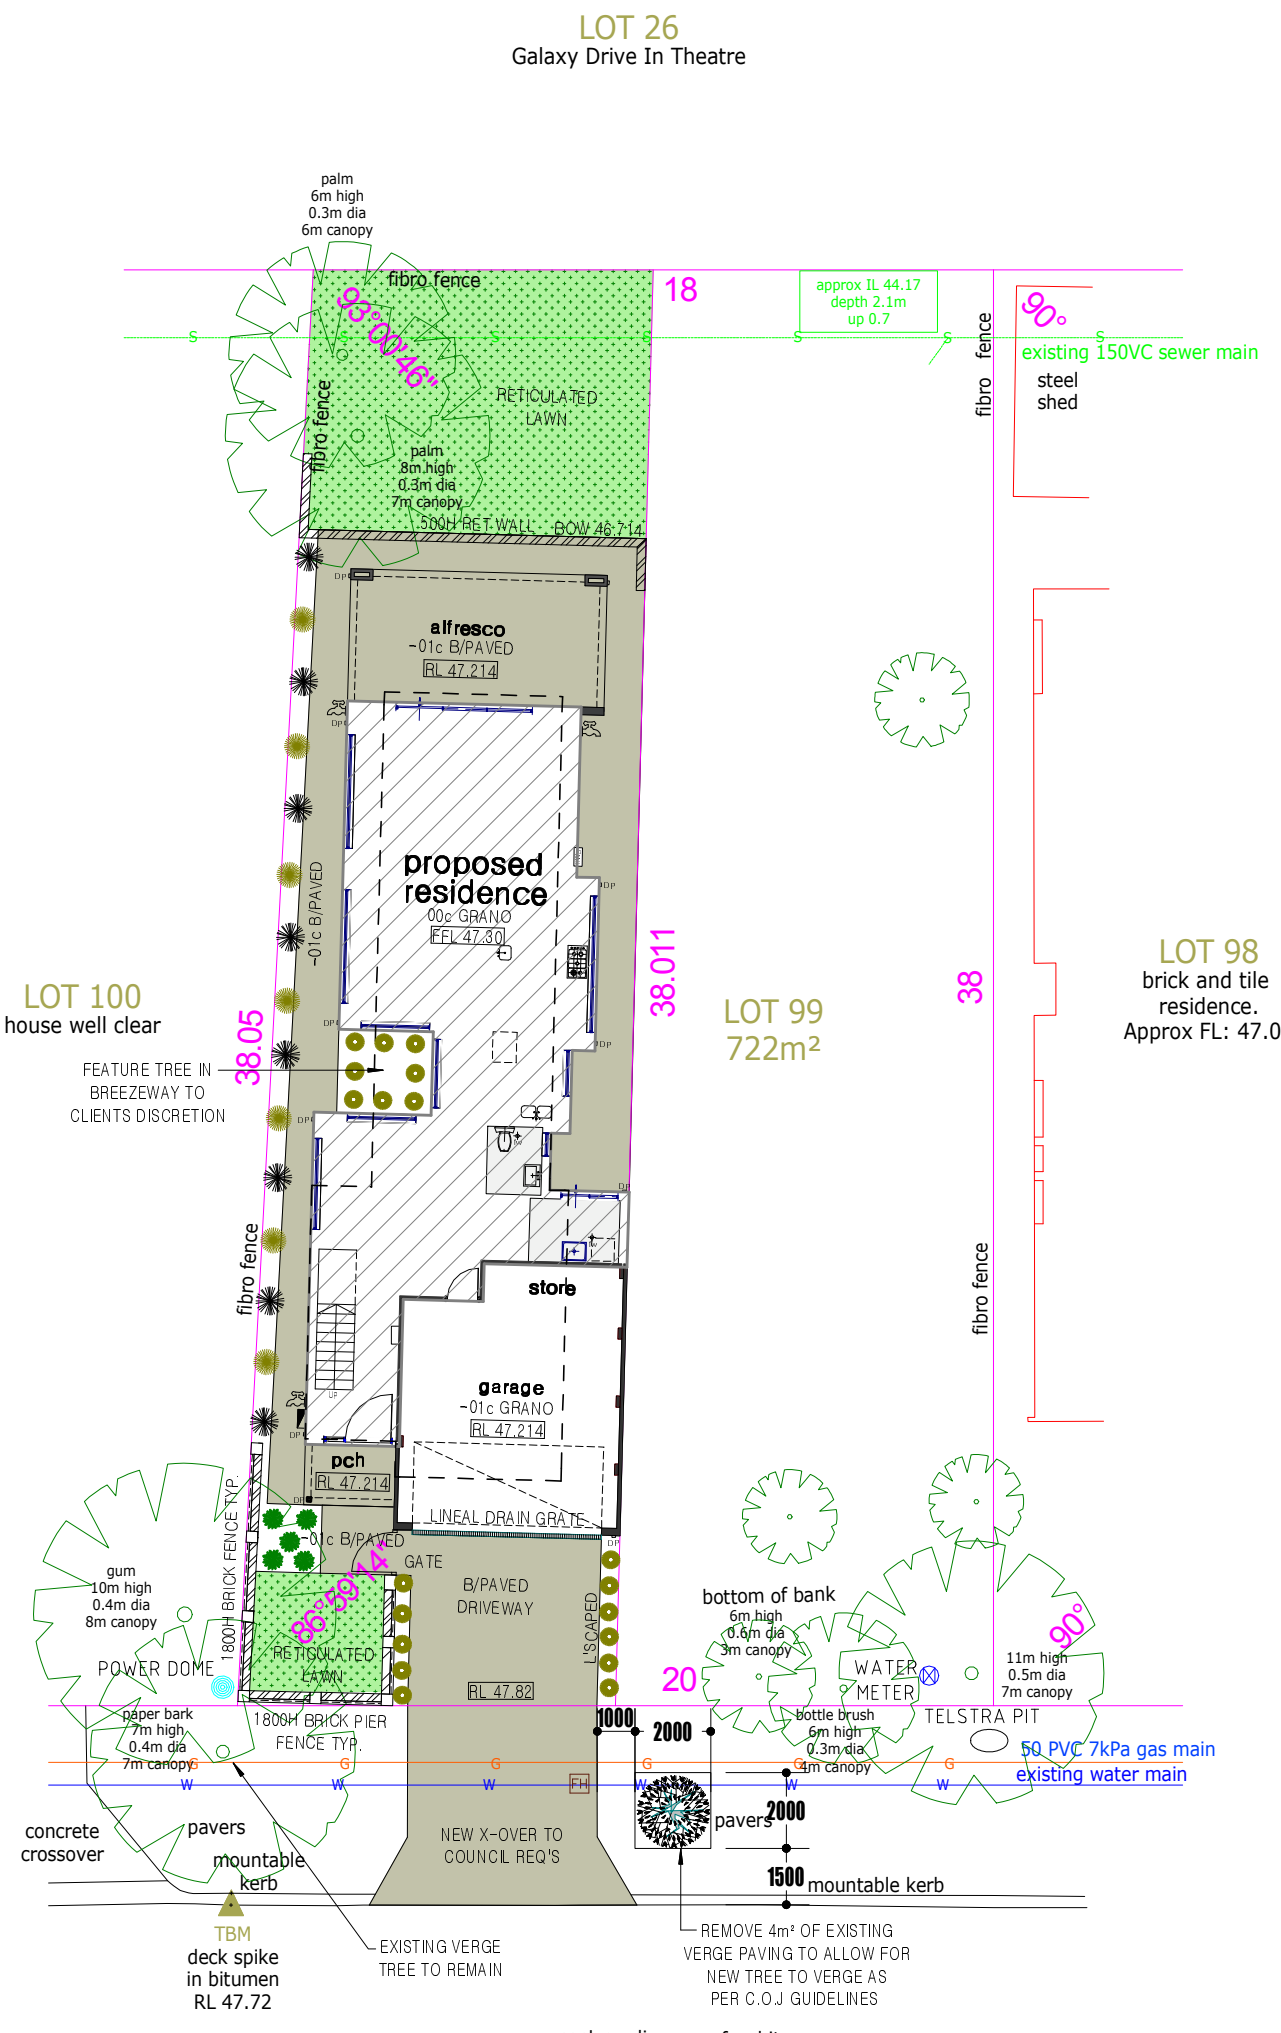 LOT 26
Galaxy Drive In Theatre
palm
6m high
0.3m dia
6m canopy
fibro fence
18
93°00'46"
approx IL 44.17
depth 2.1m
up 0.7
90°
S S S S S S S
existing 150VC sewer main
fibro fence
steel
shed
fibro fence
RETICULATED
LAWN
palm
8m high
0.3m dia
7m canopy
500H RET WALL
BOW 46.714
DP
alfresco
-01c B/PAVED
RL 47.214
DP
proposed
residence
00c GRANO
FFL 47.30
DP
-01c B/PAVED
38.011
38
LOT 98
brick and tile
residence.
Approx FL: 47.0
LOT 100
house well clear
LOT 99
722m²
38.05
DP
DP
FEATURE TREE IN
BREEZEWAY TO
CLIENTS DISCRETION
DP
DP
fibro fence
fibro fence
store
garage
-01c GRANO
RL 47.214
UP
DP
pch
RL 47.214
DP
LINEAL DRAIN GRATE
DP
1800H BRICK FENCE TYP.
-01c B/PAVED
GATE
86°59'14"
B/PAVED
DRIVEWAY
L'SCAPED
gum
10m high
0.4m dia
8m canopy
RETICULATED
LAWN
POWER DOME
RL 47.82
20
bottom of bank
6m high
0.6m dia
3m canopy
WATER
METER
90°
11m high
0.5m dia
7m canopy
TELSTRA PIT
paper bark
7m high
0.4m dia
7m canopy
1800H BRICK PIER
FENCE TYP.
1000
2000
bottle brush
6m high
0.3m dia
4m canopy
50 PVC 7kPa gas main
G G G G G G
existing water main
W W W W W W
FH
concrete
crossover
pavers
mountable
kerb
NEW X-OVER TO
COUNCIL REQ'S
pavers
2000
1500
mountable kerb
TBM
deck spike
in bitumen
RL 47.72
EXISTING VERGE
TREE TO REMAIN
REMOVE 4m² OF EXISTING
VERGE PAVING TO ALLOW FOR
NEW TREE TO VERGE AS
PER C.O.J GUIDELINES